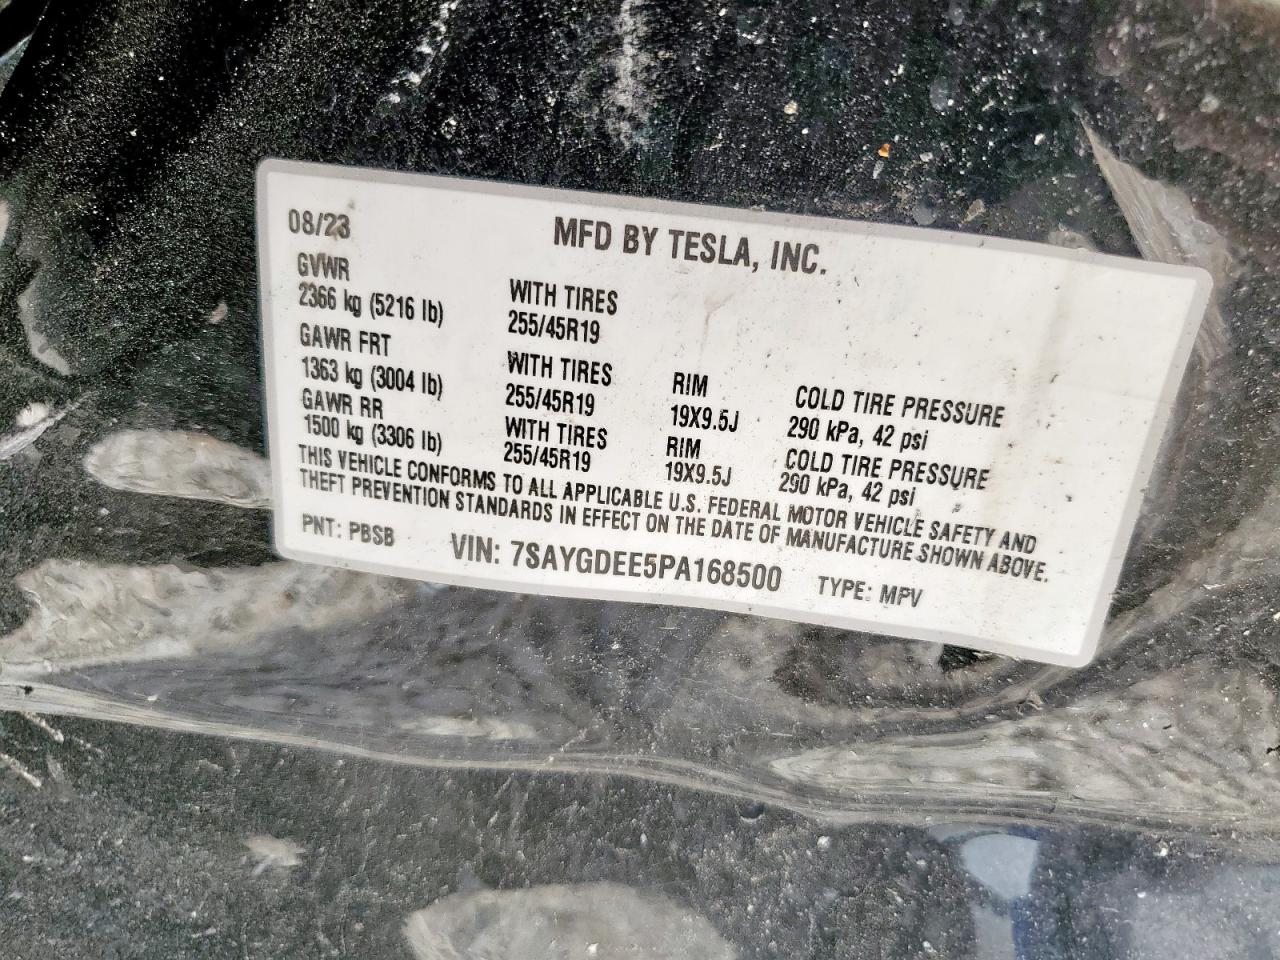 08/23 MFD BY TESLA, INC.
GVWR WITH TIRES
2366 kg (5216 lb) 255/45R19
GAWR FRT WITH TIRES RIM COLD TIRE PRESSURE
1363 kg (3004 lb) 255/45R19 19X9.5J 290 kPa, 42 psi
GAWR RR WITH TIRES RIM COLD TIRE PRESSURE
1500 kg (3306 lb) 255/45R19 19X9.5J 290 kPa, 42 psi
THIS VEHICLE CONFORMS TO ALL APPLICABLE U.S. FEDERAL MOTOR VEHICLE SAFETY AND
THEFT PREVENTION STANDARDS IN EFFECT ON THE DATE OF MANUFACTURE SHOWN ABOVE.
PNT: PBSB VIN: 7SAYGDEE5PA168500 TYPE: MPV